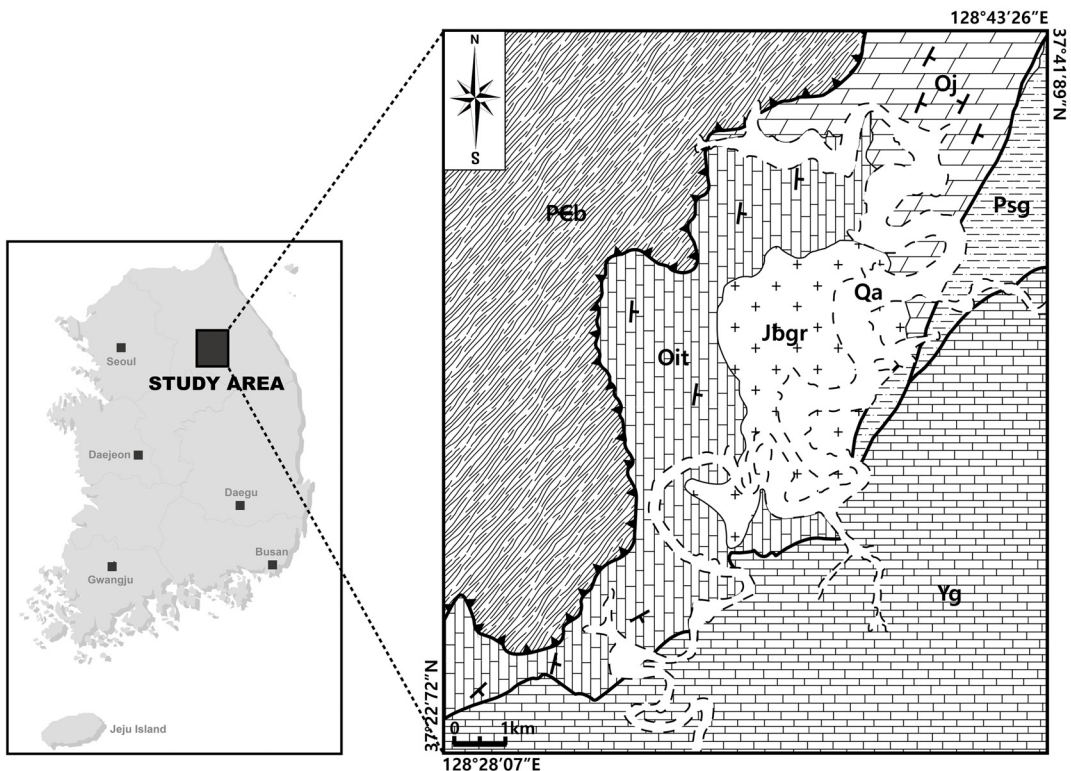 128°43'26"E
37°41'89"N
N
S
Oj
Psg
PЄb
Qa
Jbgr
Oit
Yg
0 1km
37°22'72"N
128°28'07"E
Seoul
STUDY AREA
Daejeon
Daegu
Busan
Gwangju
Jeju Island